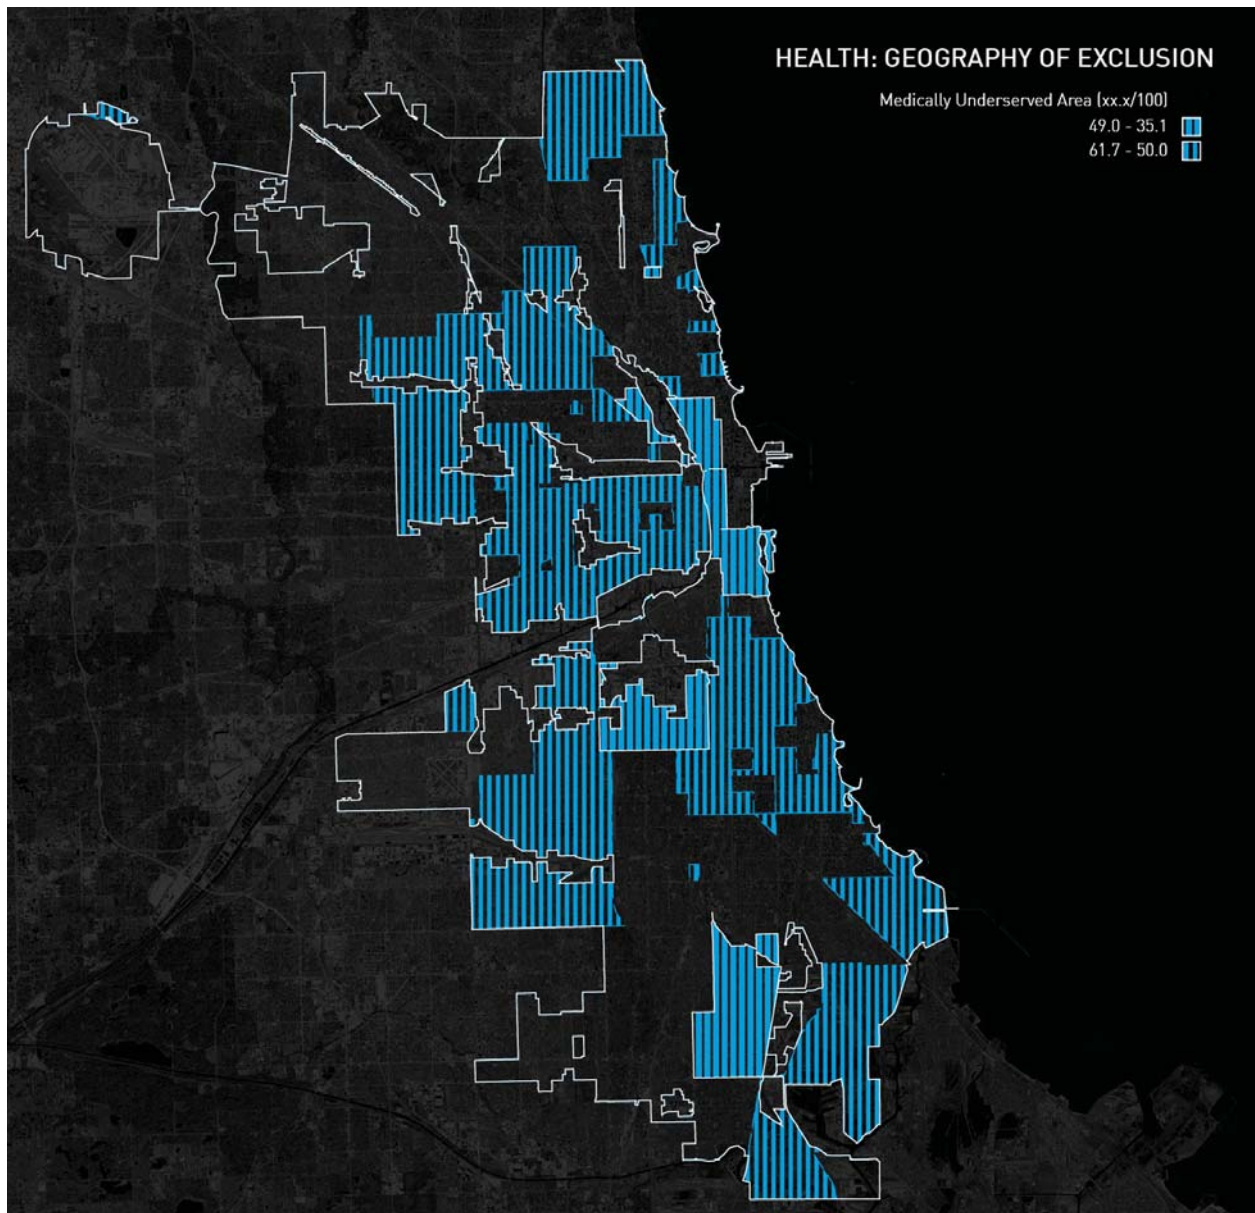 HEALTH: GEOGRAPHY OF EXCLUSION
Medically Underserved Area (xx.x/100)
49.0 - 35.1
61.7 - 50.0